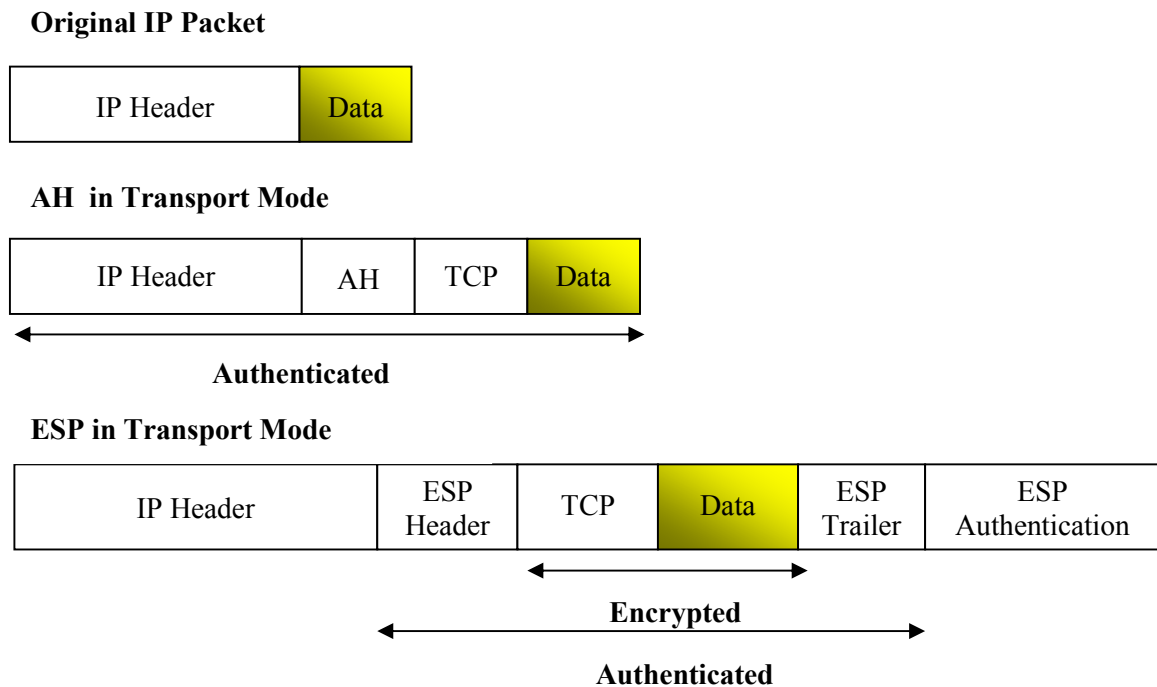 Original IP Packet
IP Header Data
AH in Transport Mode
IP Header AH TCP Data
Authenticated
ESP in Transport Mode
IP Header ESP Header TCP Data ESP Trailer ESP Authentication
Encrypted
Authenticated